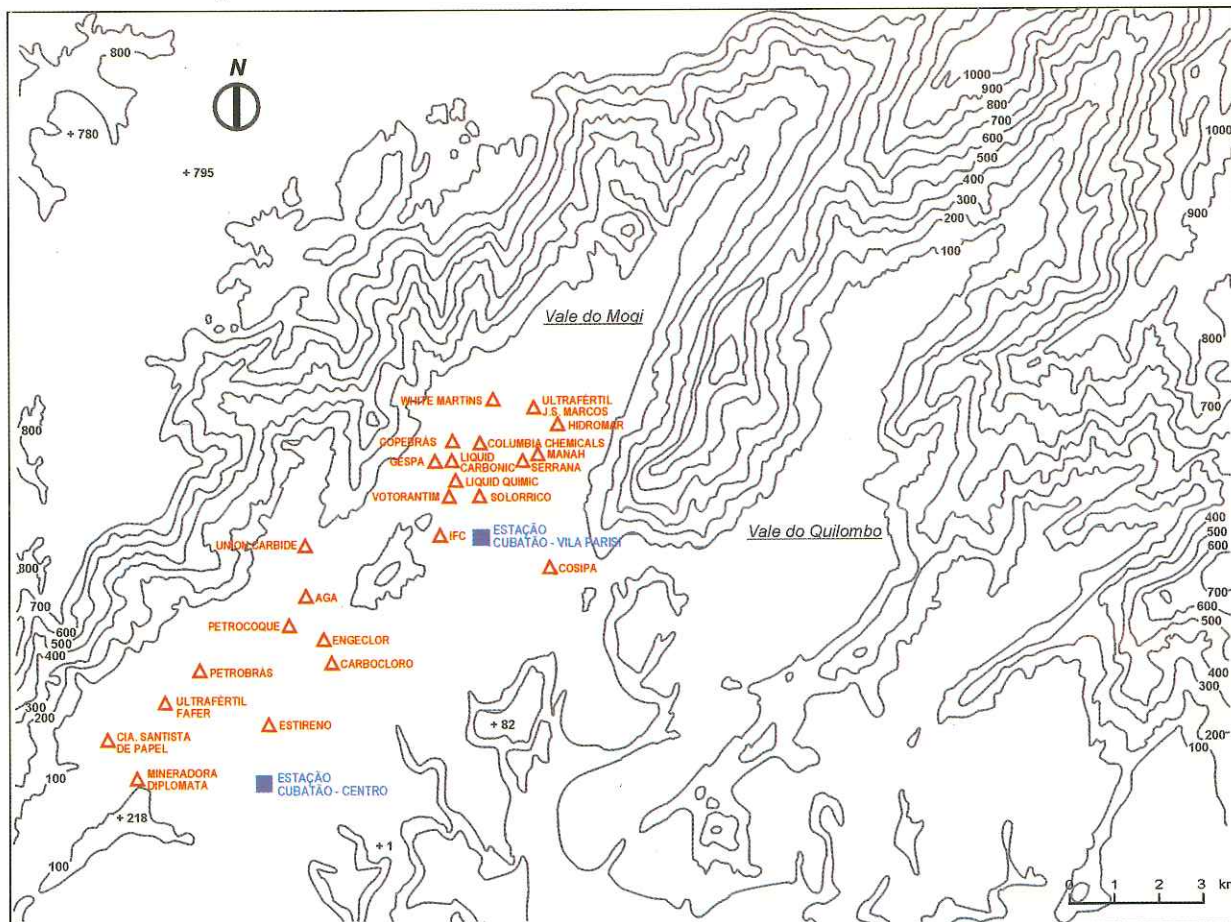 800
N
+ 780
+ 795
1000
900
800
700
600
500
400
300
200
100
1000
1000
900
800
700
Vale do Mogi
WHITE MARTINS
ULTRAFÉRTIL
J.S. MARCOS
HIDROMAR
COPEBRÁS
COLUMBIA CHEMICALS
MANAH
GESPA
LIQUID
CARBONIC
SERRANA
LIQUID QUIMIC
VOTORANTIM
SOLORRICO
IFC
ESTAÇÃO
CUBATÃO - VILA PARISI
Vale do Quilombo
UNION CARBIDE
COSIPA
AGA
PETROCOQUE
ENGECLOR
CARBOCLORO
PETROBRÁS
ULTRAFÉRTIL
FAFER
ESTIRENO
CIA. SANTISTA
DE PAPEL
MINERADORA
DIPLOMATA
ESTAÇÃO
CUBATÃO - CENTRO
+ 82
+ 218
+ 1
800
800
700
600
500
400
300
200
100
100
400
500
600
700
600
500
400
300
200
100
0 1 2 3 km